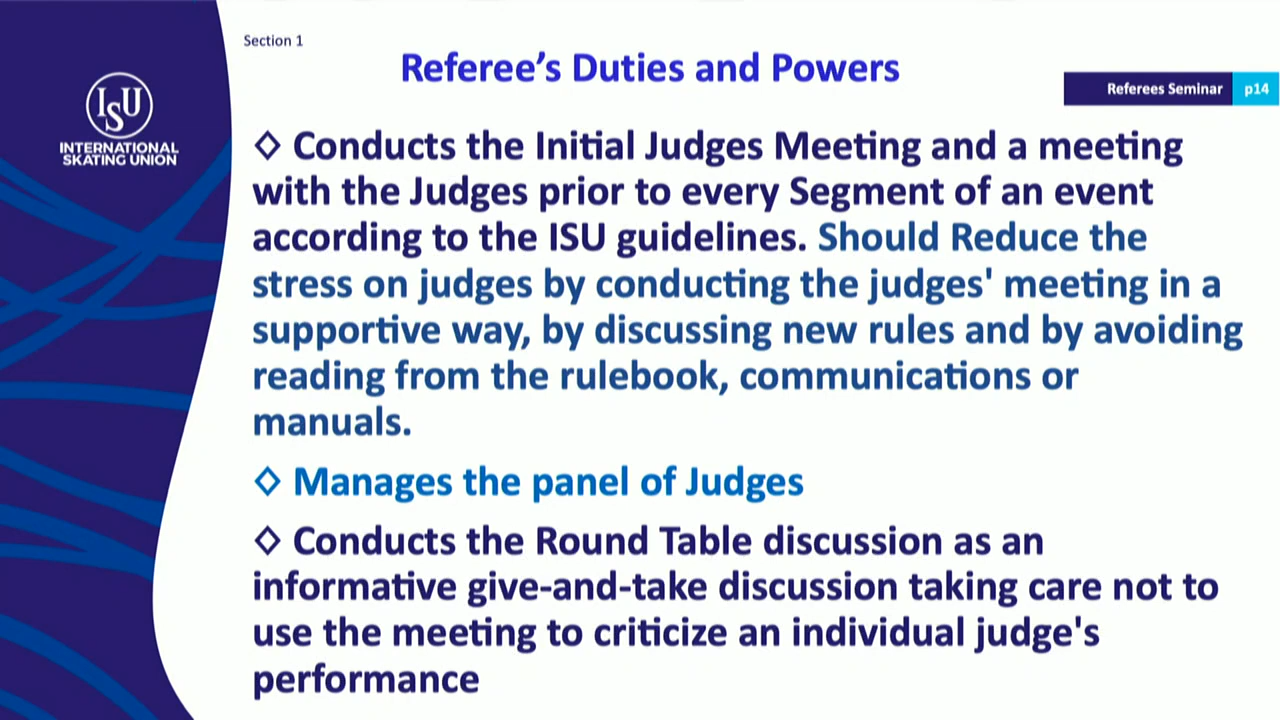 Section 1
Referee’s Duties and Powers
Referees Seminar p14
ISU
INTERNATIONAL
SKATING UNION
◇ Conducts the Initial Judges Meeting and a meeting
with the Judges prior to every Segment of an event
according to the ISU guidelines. Should Reduce the
stress on judges by conducting the judges' meeting in a
supportive way, by discussing new rules and by avoiding
reading from the rulebook, communications or
manuals.
◇ Manages the panel of Judges
◇ Conducts the Round Table discussion as an
informative give-and-take discussion taking care not to
use the meeting to criticize an individual judge's
performance